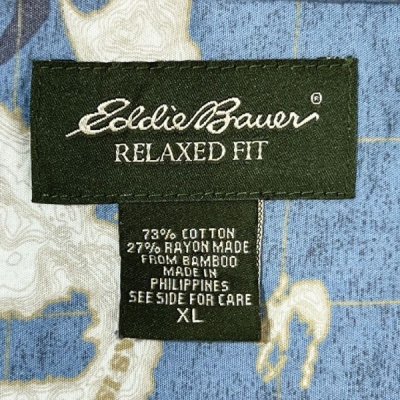 Eddie Bauer®
RELAXED FIT
73% COTTON
27% RAYON MADE
FROM BAMBOO
MADE IN
PHILIPPINES
SEE SIDE FOR CARE
XL